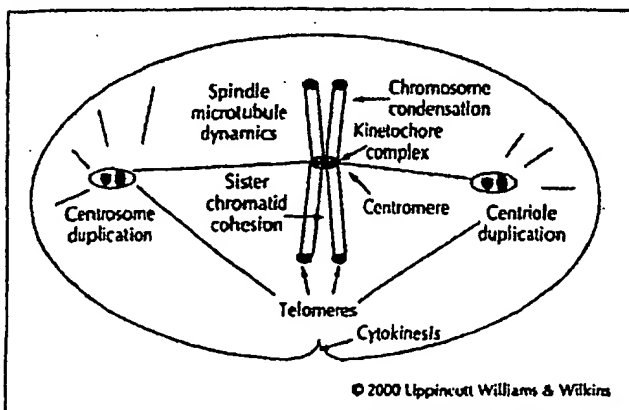 Spindle
microtubule
dynamics
Chromosome
condensation
Kinetochore
complex
Sister
chromatid
cohesion
Centromere
Centrosome
duplication
Centriole
duplication
Telomeres
Cytokinesis
© 2000 Lippincott Williams & Wilkins